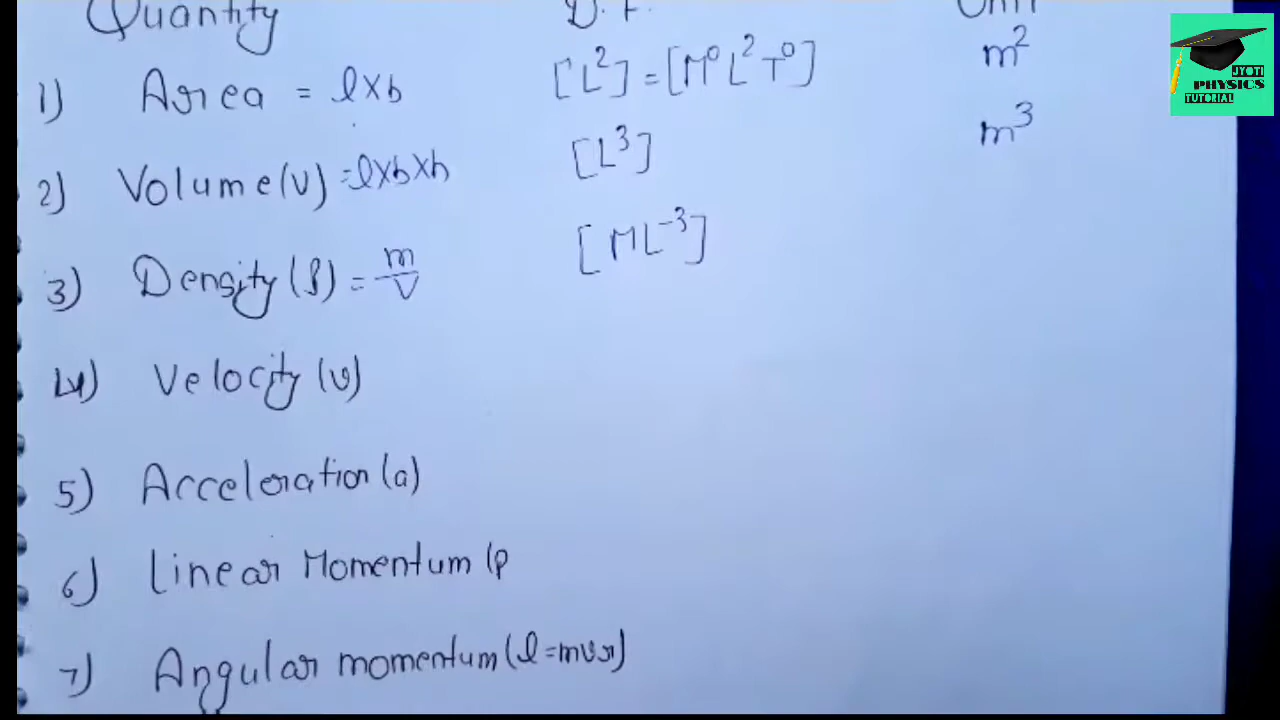 Quantity D.F. Unit
1) Area = l×b [L²] = [M⁰L²T⁰] m²
2) Volume(V) = l×b×h [L³] m³
3) Density (ρ) = m/V [ML⁻³]
4) Velocity (v)
5) Acceleration (a)
6) Linear Momentum (p
7) Angular momentum (l = mvr)
JYOTI
PHYSICS
TUTORIAL